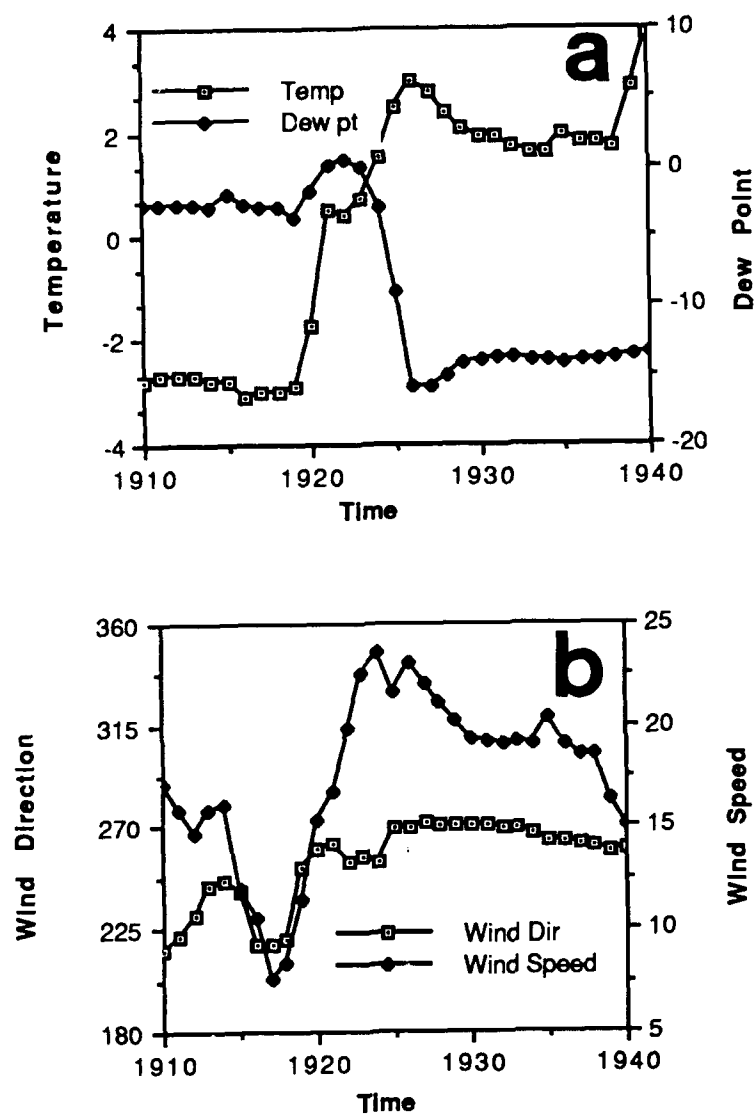 4
2
0
-2
-4
10
0
-10
-20
a
Temp
Dew pt
Temperature
Dew Point
1910 1920 1930 1940
Time
360
315
270
225
180
25
20
15
10
5
b
Wind Dir
Wind Speed
Wind Direction
Wind Speed
1910 1920 1930 1940
Time